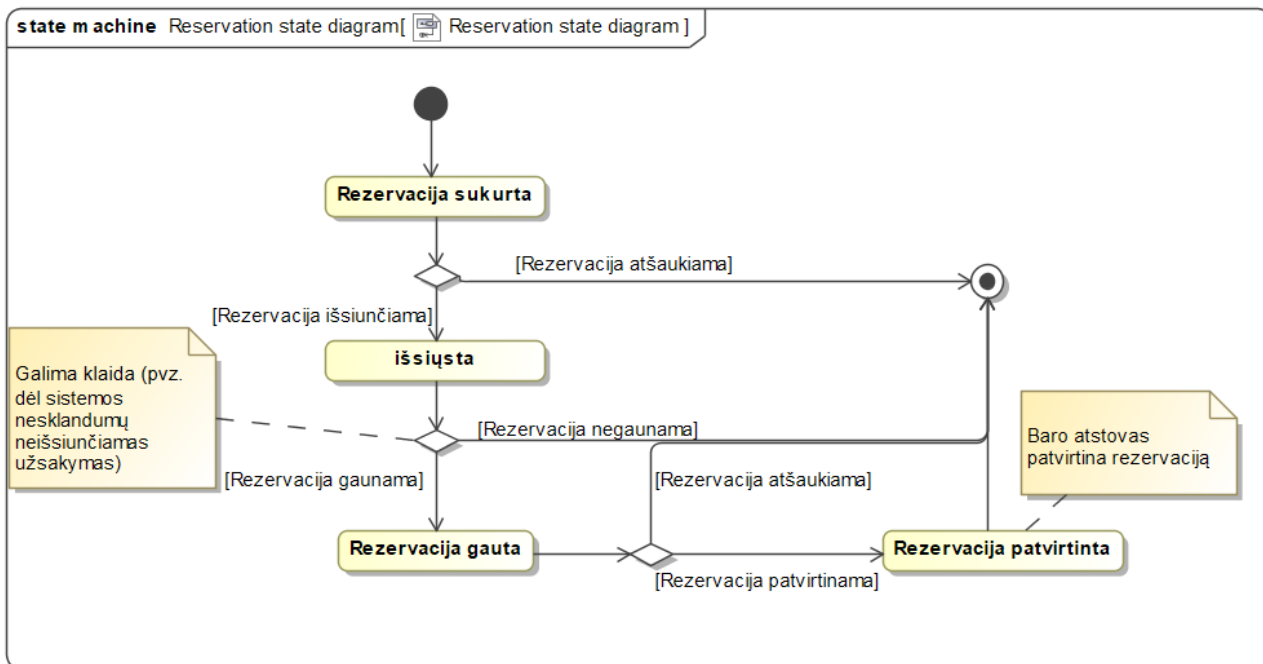 state machine Reservation state diagram[ Reservation state diagram ]
Rezervacija sukurta
[Rezervacija atšaukiama]
[Rezervacija išsiunčiama]
išsiųsta
Galima klaida (pvz.
dėl sistemos
nesklandumų
neišsiunčiamas
užsakymas)
[Rezervacija negaunama]
Baro atstovas
patvirtina rezervaciją
[Rezervacija gaunama]
[Rezervacija atšaukiama]
Rezervacija gauta
Rezervacija patvirtinta
[Rezervacija patvirtinama]